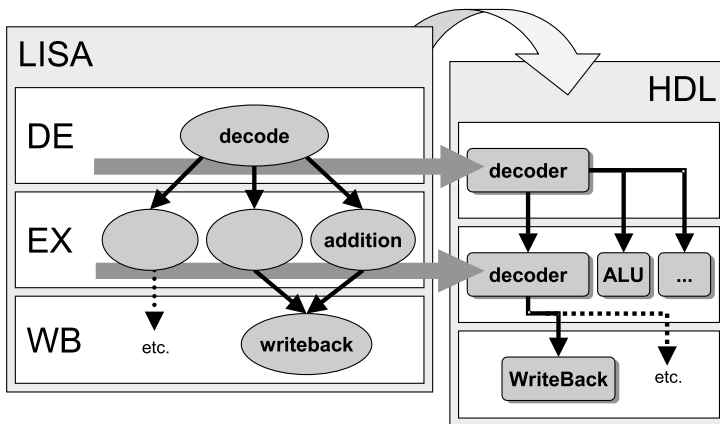 LISA
HDL
DE
decode
decoder
EX
addition
decoder
ALU
...
WB
etc.
writeback
WriteBack
etc.